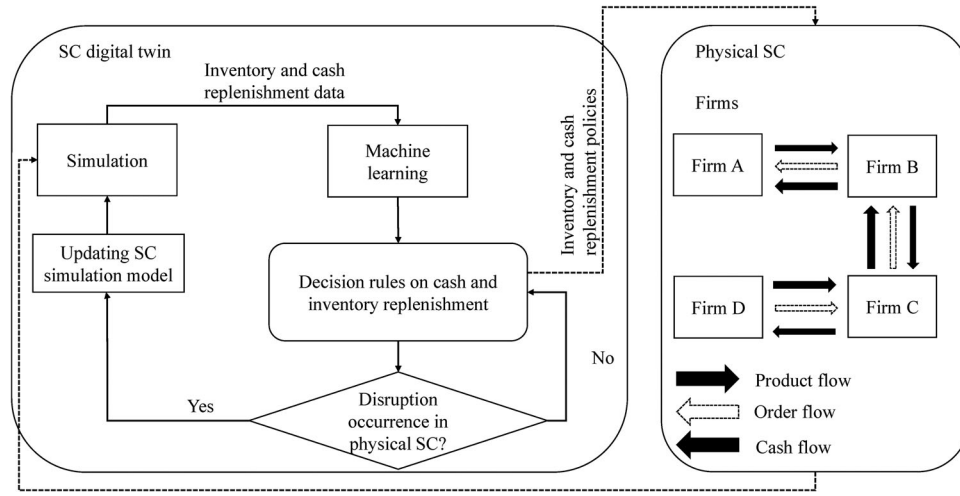 SC digital twin
Inventory and cash
replenishment data
Simulation
Machine
learning
Updating SC
simulation model
Decision rules on cash and
inventory replenishment
Disruption
occurrence in
physical SC?
Yes
No
Inventory and cash
replenishment policies
Physical SC
Firms
Firm A
Firm B
Firm D
Firm C
Product flow
Order flow
Cash flow